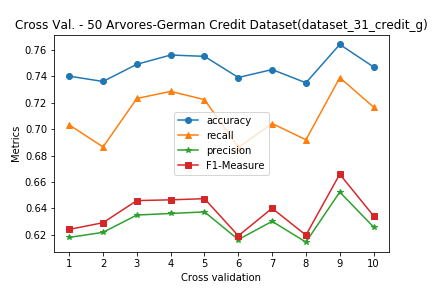 Cross Val. - 50 Arvores-German Credit Dataset(dataset_31_credit_g)
0.76
0.74
0.72
0.70
0.68
0.66
0.64
0.62
Metrics
accuracy
recall
precision
F1-Measure
1 2 3 4 5 6 7 8 9 10
Cross validation